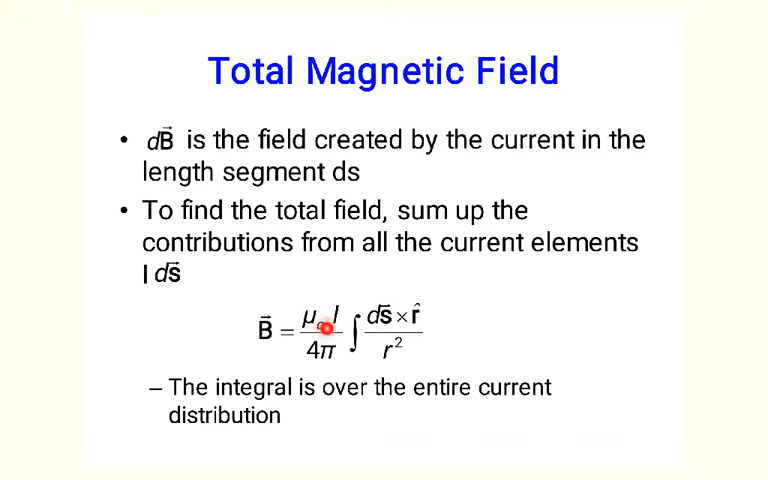 Total Magnetic Field
• dB⃗ is the field created by the current in the
length segment ds
• To find the total field, sum up the
contributions from all the current elements
I ds⃗
B⃗ = μₒ I / 4π ∫ ds⃗ × r̂ / r²
– The integral is over the entire current
distribution